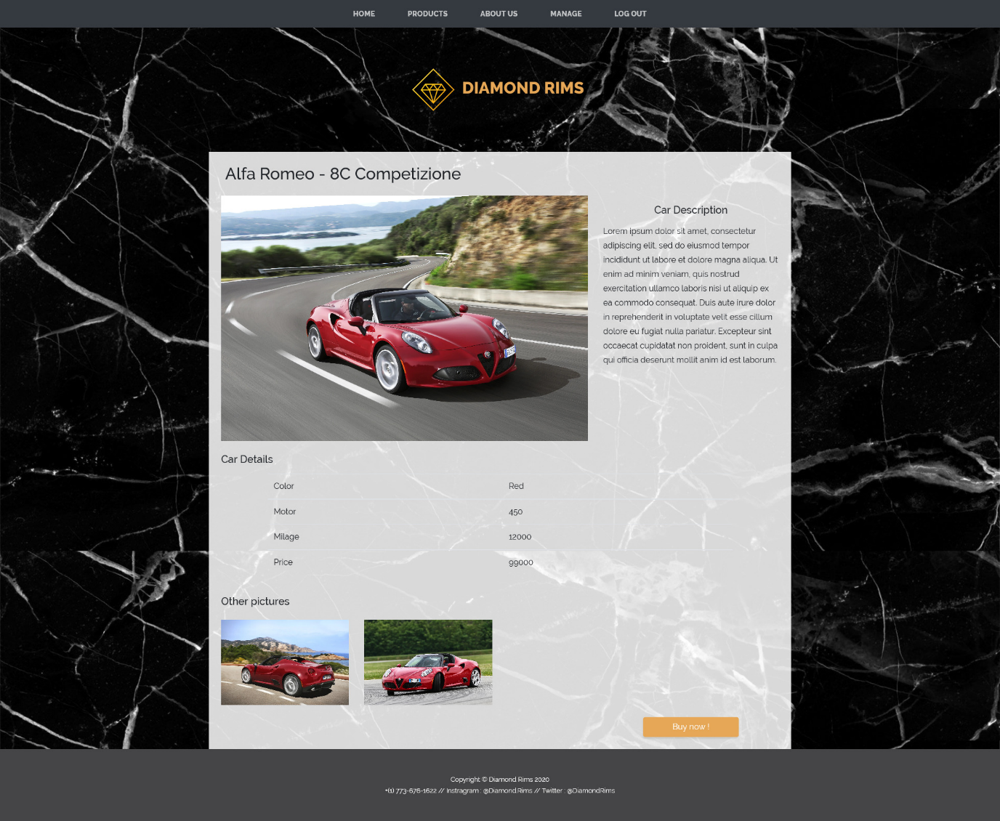 HOME PRODUCTS ABOUT US MANAGE LOG OUT
DIAMOND RIMS
Alfa Romeo - 8C Competizione
Car Description
Lorem ipsum dolor sit amet, consectetur
adipiscing elit, sed do eiusmod tempor
incididunt ut labore et dolore magna aliqua. Ut
enim ad minim veniam, quis nostrud
exercitation ullamco laboris nisi ut aliquip ex
ea commodo consequat. Duis aute irure dolor
in reprehenderit in voluptate velit esse cillum
dolore eu fugiat nulla pariatur. Excepteur sint
occaecat cupidatat non proident, sunt in culpa
qui officia deserunt mollit anim id est laborum.
Car Details
Color Red
Motor 450
Milage 12000
Price 99000
Other pictures
Buy now !
Copyright © Diamond Rims 2020
+(1) 773-676-1622 // Instragram : @Diamond.Rims // Twitter : @DiamondRims